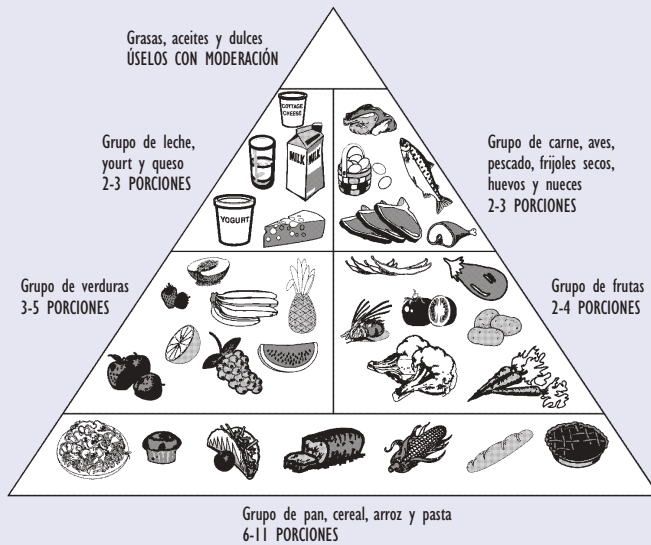 Grasas, aceites y dulces
ÚSELOS CON MODERACIÓN
COTTAGE
CHEESE
Grupo de leche,
yourt y queso
2-3 PORCIONES
MILK
MILK
YOGURT
Grupo de carne, aves,
pescado, frijoles secos,
huevos y nueces
2-3 PORCIONES
Grupo de verduras
3-5 PORCIONES
Grupo de frutas
2-4 PORCIONES
Grupo de pan, cereal, arroz y pasta
6-11 PORCIONES